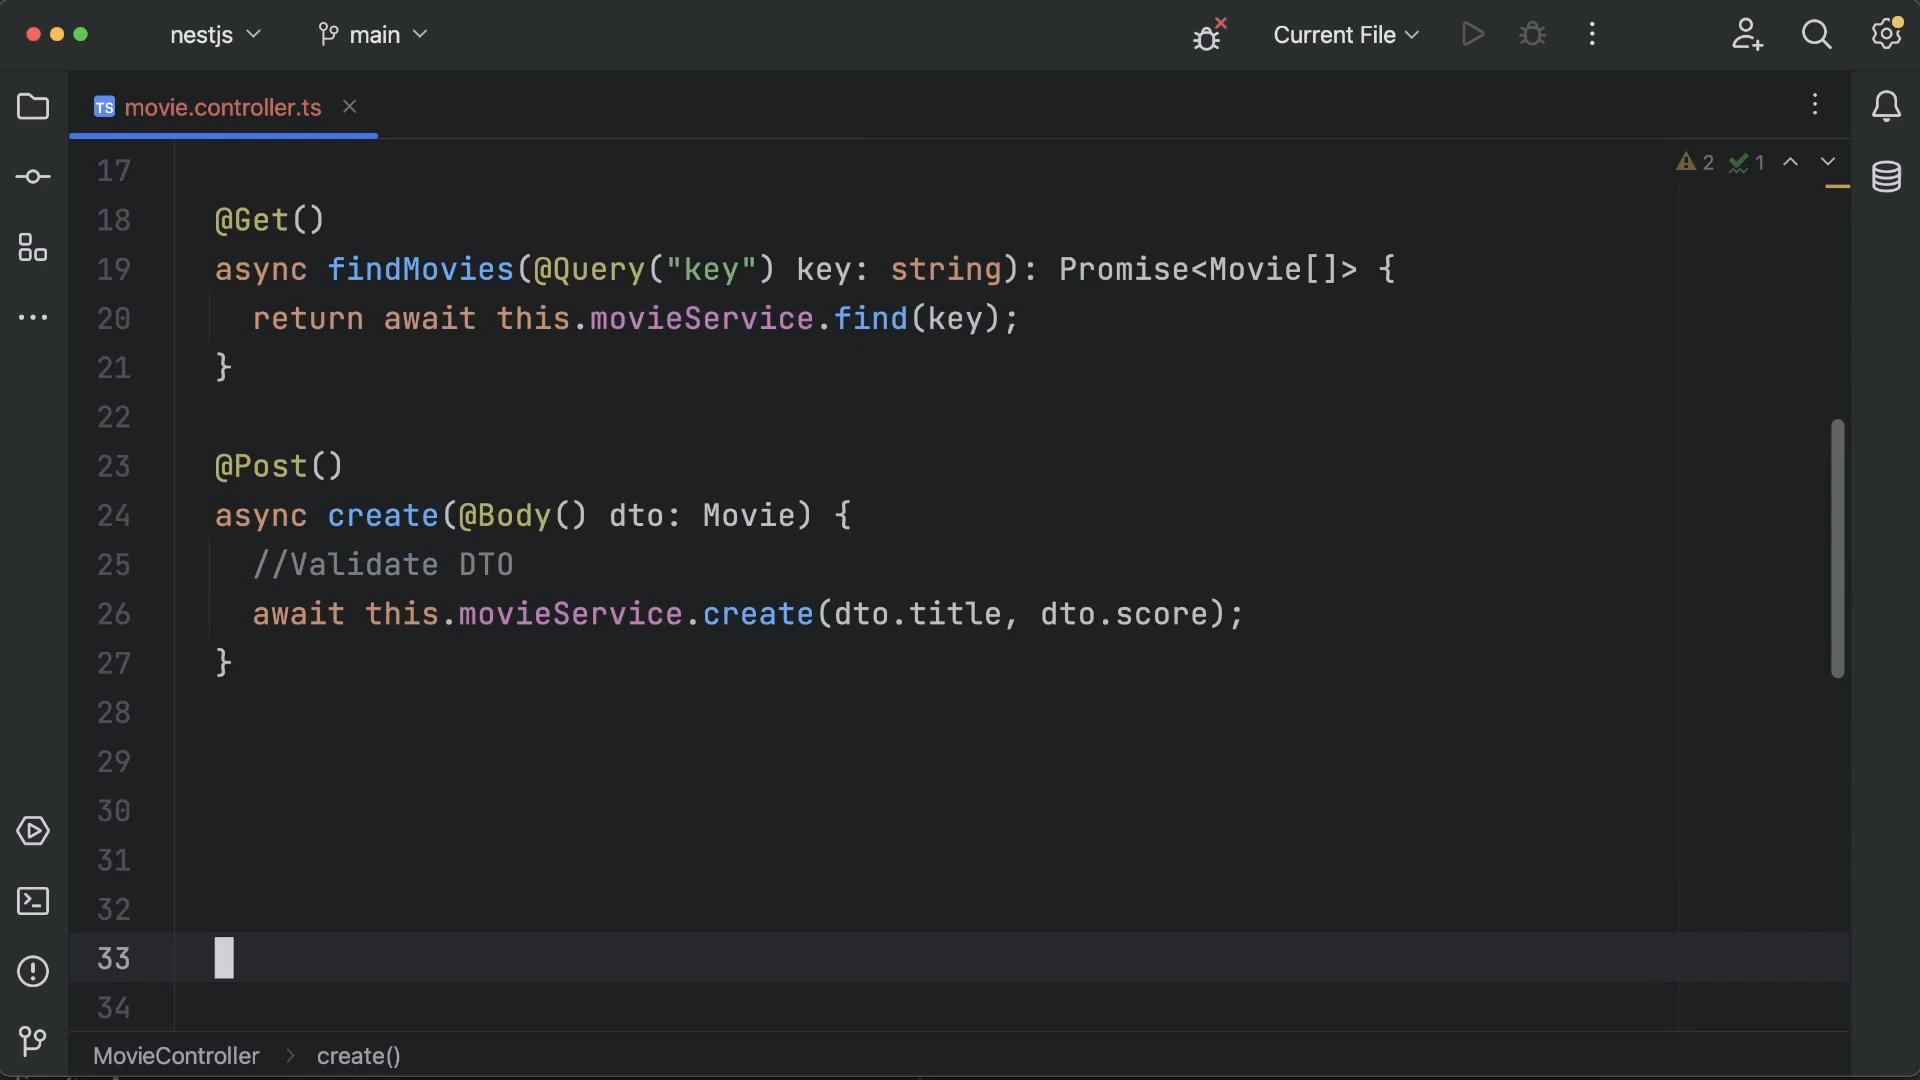 nestjs
main
Current File
TS movie.controller.ts
2 1
17
18 @Get()
19 async findMovies(@Query("key") key: string): Promise<Movie[]> {
20 return await this.movieService.find(key);
21 }
22
23 @Post()
24 async create(@Body() dto: Movie) {
25 //Validate DTO
26 await this.movieService.create(dto.title, dto.score);
27 }
28
29
30
31
32
33
34
MovieController > create()